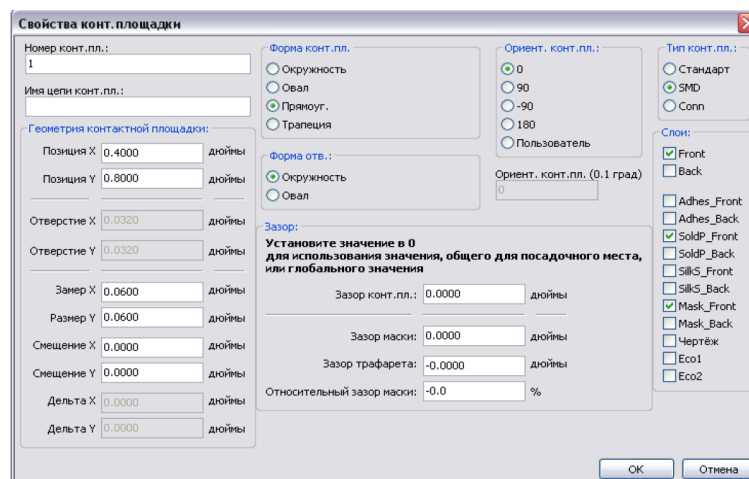 Свойства конт.площадки
Номер конт.пл.:
1
Имя цепи конт.пл.:
Геометрия контактной площадки:
Позиция X 0.4000 дюймы
Позиция Y 0.8000 дюймы
Отверстие X 0.0320 дюймы
Отверстие Y 0.0320 дюймы
Замер X 0.0600 дюймы
Размер Y 0.0600 дюймы
Смещение X 0.0000 дюймы
Смещение Y 0.0000 дюймы
Дельта X 0.0000 дюймы
Дельта Y 0.0000 дюймы
Форма конт.пл.
Окружность
Овал
Прямоуг.
Трапеция
Форма отв.:
Окружность
Овал
Ориент. конт.пл.:
0
90
-90
180
Пользователь
Ориент. конт.пл. (0.1 град)
0
Зазор:
Установите значение в 0
для использования значения, общего для посадочного места,
или глобального значения
Зазор конт.пл.: 0.0000 дюймы
Зазор маски: 0.0000 дюймы
Зазор трафарета: -0.0000 дюймы
Относительный зазор маски: -0.0 %
Тип конт.пл.:
Стандарт
SMD
Conn
Слои:
Front
Back
Adhes_Front
Adhes_Back
SoldP_Front
SoldP_Back
SilkS_Front
SilkS_Back
Mask_Front
Mask_Back
Чертёж
Eco1
Eco2
OK
Отмена